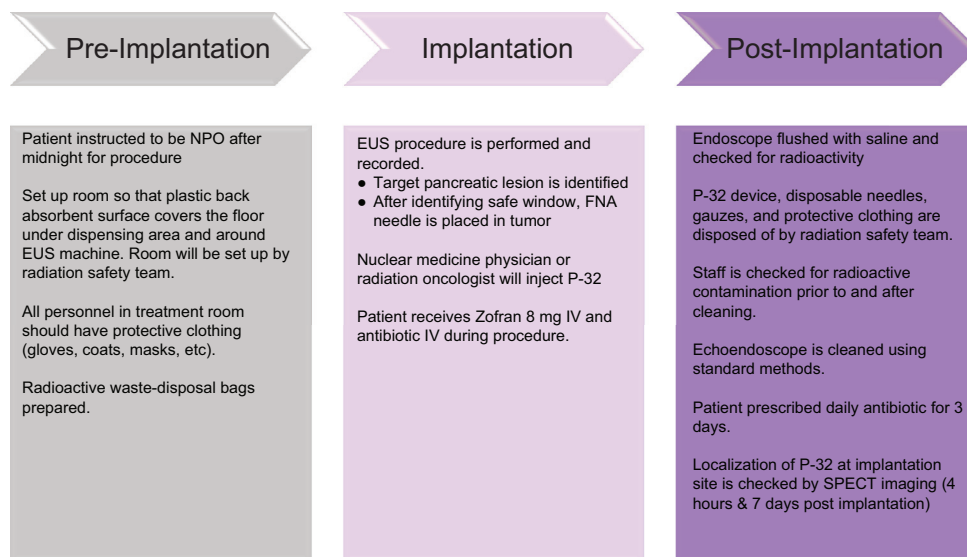 Pre-Implantation
Patient instructed to be NPO after
midnight for procedure
Set up room so that plastic back
absorbent surface covers the floor
under dispensing area and around
EUS machine. Room will be set up by
radiation safety team.
All personnel in treatment room
should have protective clothing
(gloves, coats, masks, etc).
Radioactive waste-disposal bags
prepared.
Implantation
EUS procedure is performed and
recorded.
● Target pancreatic lesion is identified
● After identifying safe window, FNA
needle is placed in tumor
Nuclear medicine physician or
radiation oncologist will inject P-32
Patient receives Zofran 8 mg IV and
antibiotic IV during procedure.
Post-Implantation
Endoscope flushed with saline and
checked for radioactivity
P-32 device, disposable needles,
gauzes, and protective clothing are
disposed of by radiation safety team.
Staff is checked for radioactive
contamination prior to and after
cleaning.
Echoendoscope is cleaned using
standard methods.
Patient prescribed daily antibiotic for 3
days.
Localization of P-32 at implantation
site is checked by SPECT imaging (4
hours & 7 days post implantation)